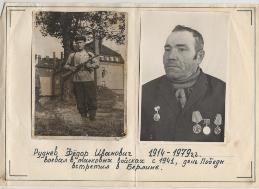 Руднев Фёдор Иванович 1914-1979гг.
воевал в танковых войсках с 1941, день Победы
встретил в Берлине.